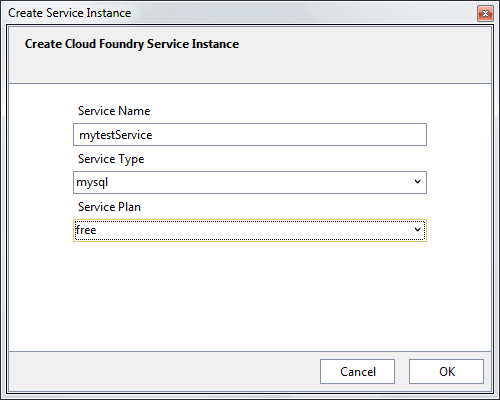 Create Service Instance
Create Cloud Foundry Service Instance
Service Name
mytestService
Service Type
mysql
Service Plan
free
Cancel OK